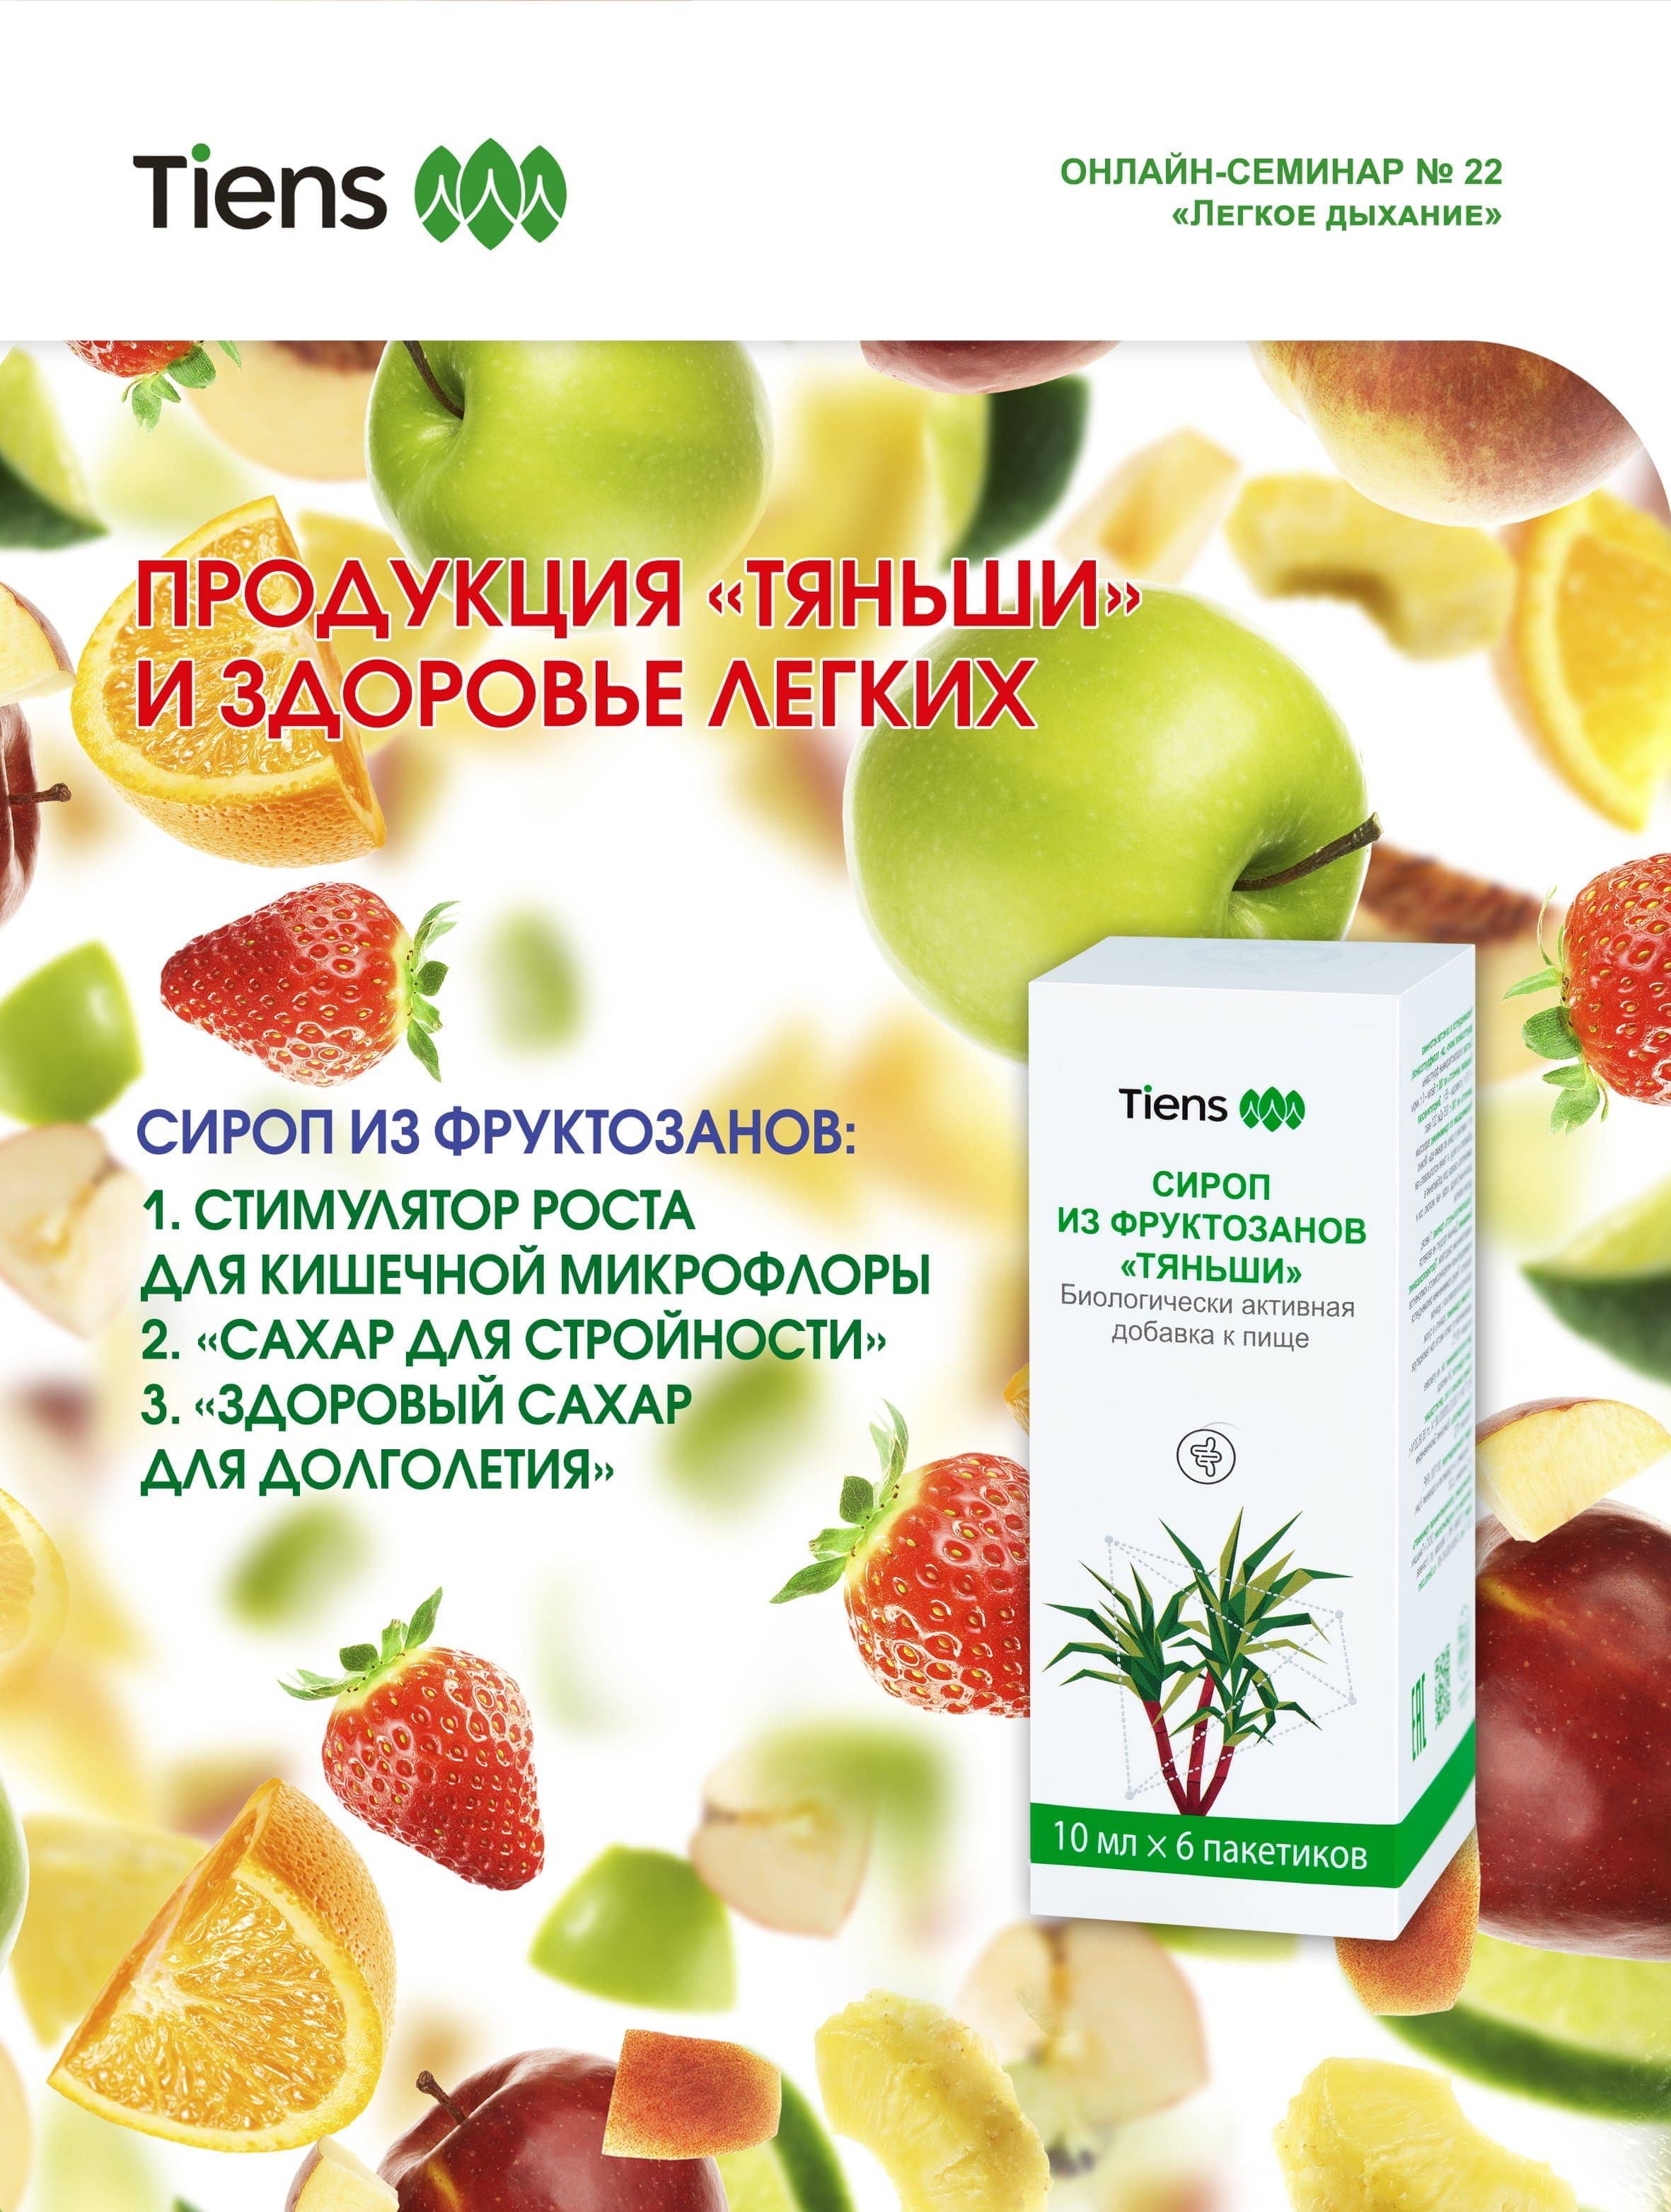 Tiens
ОНЛАЙН-СЕМИНАР № 22
«ЛЕГКОЕ ДЫХАНИЕ»
ПРОДУКЦИЯ «ТЯНЬШИ»
И ЗДОРОВЬЕ ЛЕГКИХ
СИРОП ИЗ ФРУКТОЗАНОВ:
1. СТИМУЛЯТОР РОСТА
ДЛЯ КИШЕЧНОЙ МИКРОФЛОРЫ
2. «САХАР ДЛЯ СТРОЙНОСТИ»
3. «ЗДОРОВЫЙ САХАР
ДЛЯ ДОЛГОЛЕТИЯ»
Tiens
СИРОП
ИЗ ФРУКТОЗАНОВ
«ТЯНЬШИ»
Биологически активная
добавка к пище
10 мл × 6 пакетиков
EAC